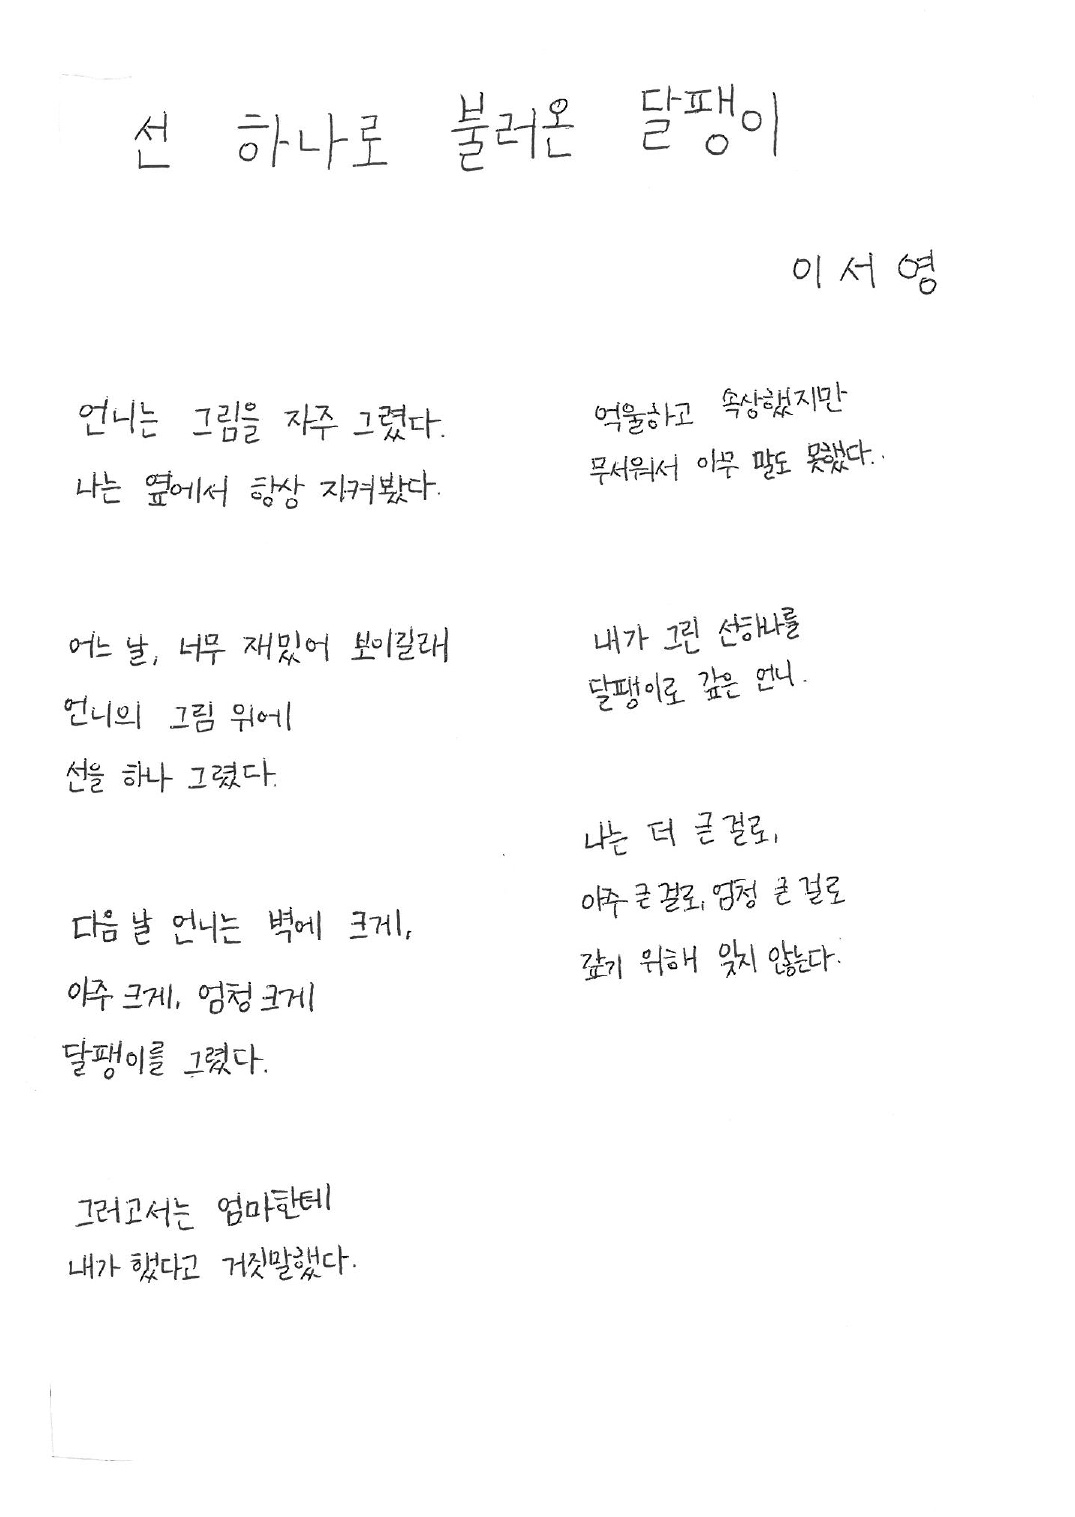 선 하나로 불러온 달팽이
이서영
언니는 그림을 자주 그렸다.
나는 옆에서 항상 지켜봤다.
어느 날, 너무 재밌어 보이길래
언니의 그림 위에
선을 하나 그렸다.
다음 날 언니는 벽에 크게,
아주 크게, 엄청 크게
달팽이를 그렸다.
그러고서는 엄마한테
내가 했다고 거짓말했다.
억울하고 속상했지만
무서워서 아무 말도 못했다..
내가 그린 선하나를
달팽이로 갚은 언니.
나는 더 큰 걸로,
아주 큰 걸로, 엄청 큰 걸로
갚기 위해 잊지 않는다.